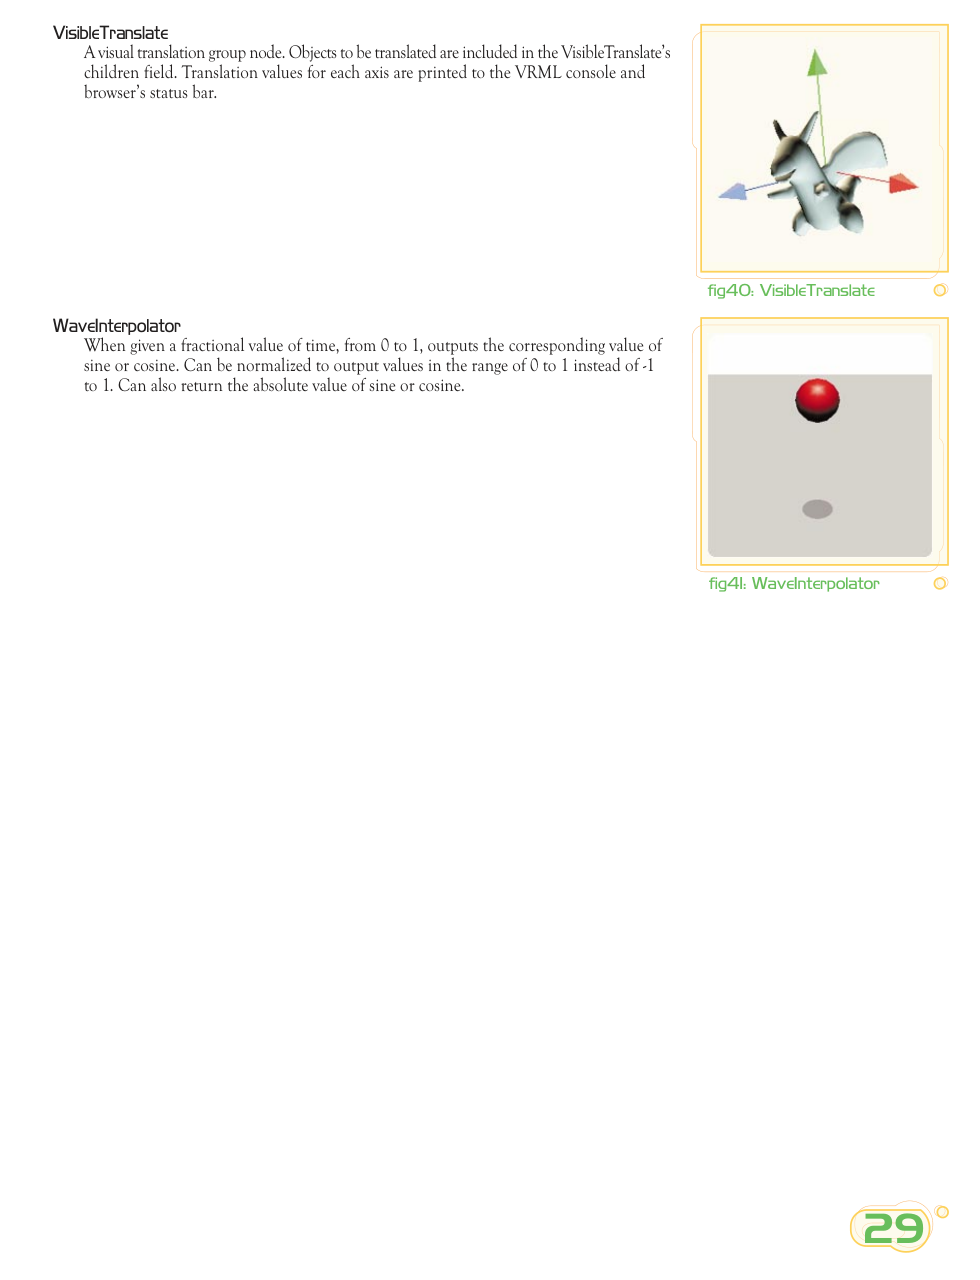 VisibleTranslate
A visual translation group node. Objects to be translated are included in the VisibleTranslate’s
children field. Translation values for each axis are printed to the VRML console and
browser’s status bar.
fig40: VisibleTranslate
WaveInterpolator
When given a fractional value of time, from 0 to 1, outputs the corresponding value of
sine or cosine. Can be normalized to output values in the range of 0 to 1 instead of -1
to 1. Can also return the absolute value of sine or cosine.
fig41: WaveInterpolator
29